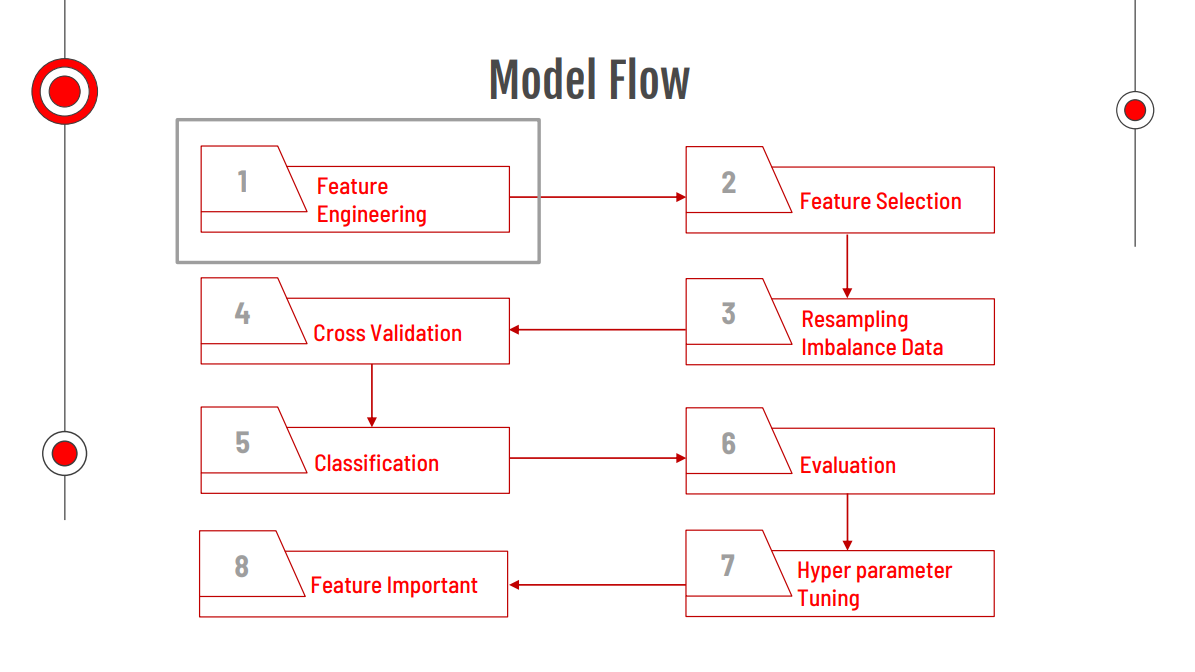 Model Flow
1
Feature
Engineering
2
Feature Selection
3
Resampling
Imbalance Data
4
Cross Validation
5
Classification
6
Evaluation
7
Hyper parameter
Tuning
8
Feature Important